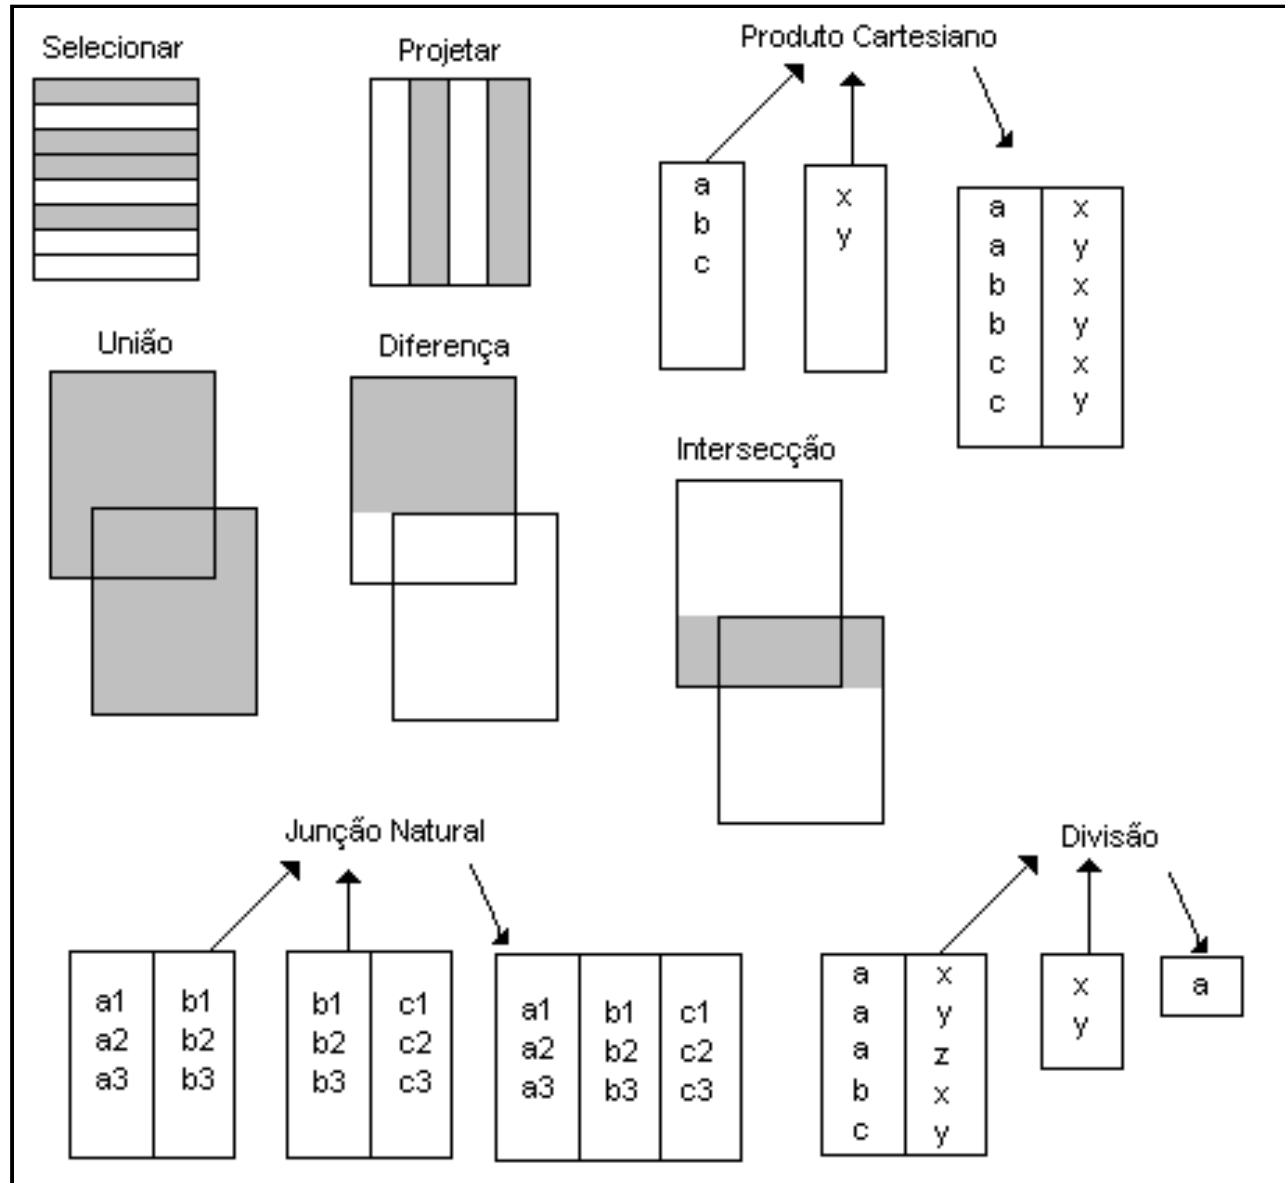 Selecionar
Projetar
Produto Cartesiano
a
b
c
x
y
a x
a y
b x
b y
c x
c y
União
Diferença
Intersecção
Junção Natural
a1 b1
a2 b2
a3 b3
b1 c1
b2 c2
b3 c3
a1 b1 c1
a2 b2 c2
a3 b3 c3
Divisão
a x
a y
a z
b x
c y
x
y
a